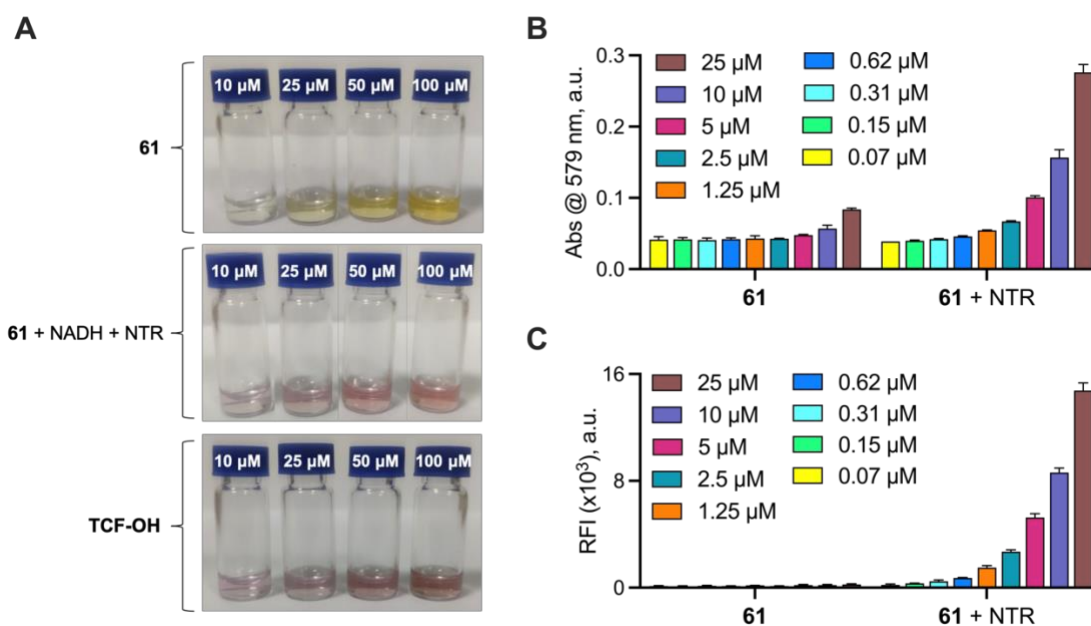 A
10 µM 25 µM 50 µM 100 µM
61
10 µM 25 µM 50 µM 100 µM
61 + NADH + NTR
10 µM 25 µM 50 µM 100 µM
TCF-OH
B
Abs @ 579 nm, a.u.
0.3
0.2
0.1
0.0
25 µM 0.62 µM
10 µM 0.31 µM
5 µM 0.15 µM
2.5 µM 0.07 µM
1.25 µM
61 61 + NTR
C
RFI (x10³), a.u.
16
8
0
25 µM 0.62 µM
10 µM 0.31 µM
5 µM 0.15 µM
2.5 µM 0.07 µM
1.25 µM
61 61 + NTR